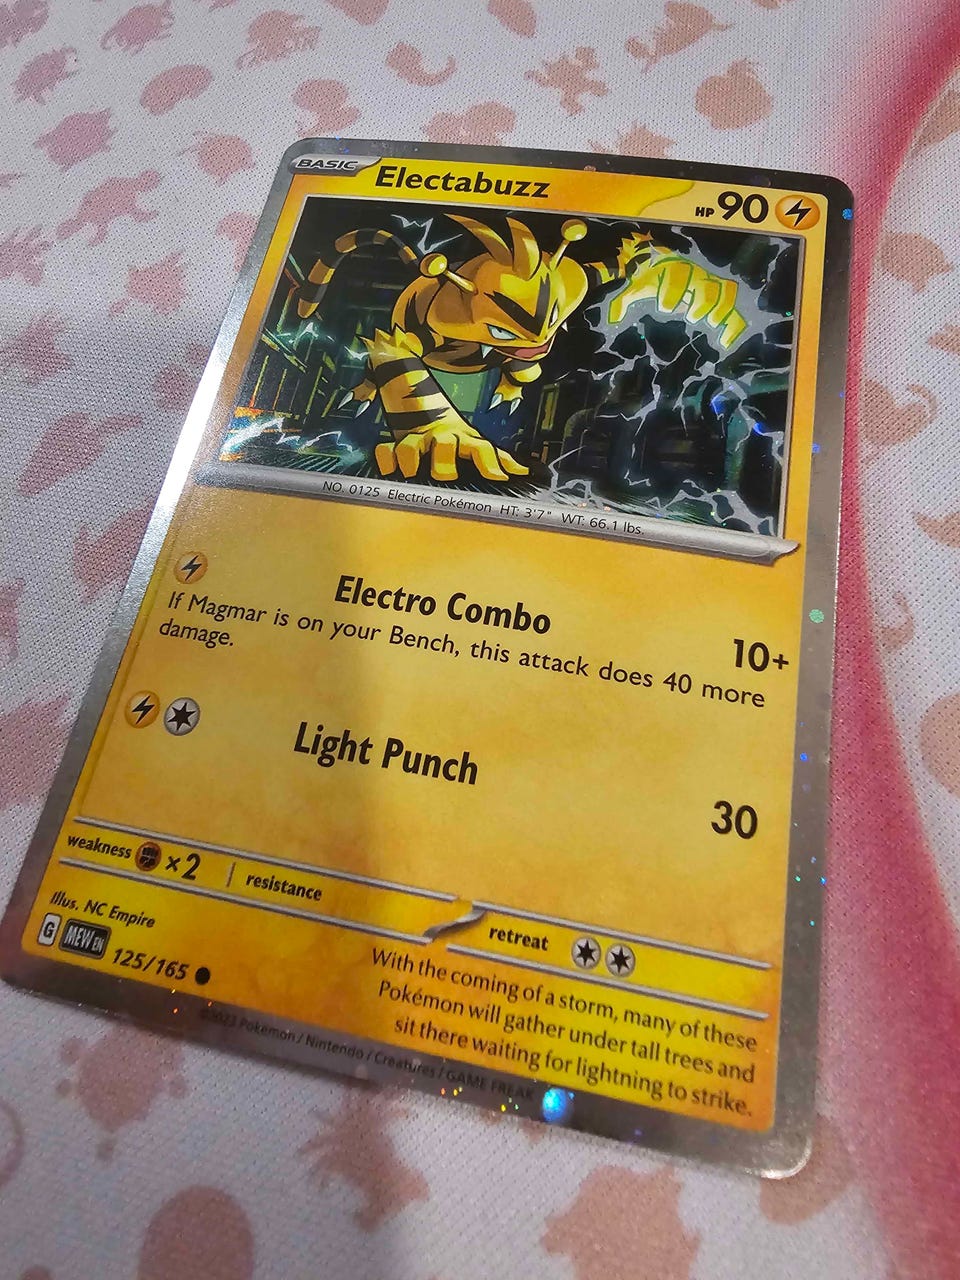 BASIC Electabuzz HP 90
NO. 0125 Electric Pokémon HT: 3'7" WT: 66.1 lbs.
Electro Combo 10+
If Magmar is on your Bench, this attack does 40 more
damage.
Light Punch 30
weakness ×2 resistance
retreat
Illus. NC Empire
G MEW EN 125/165
With the coming of a storm, many of these
Pokémon will gather under tall trees and
sit there waiting for lightning to strike.
©2023 Pokémon / Nintendo / Creatures / GAME FREAK